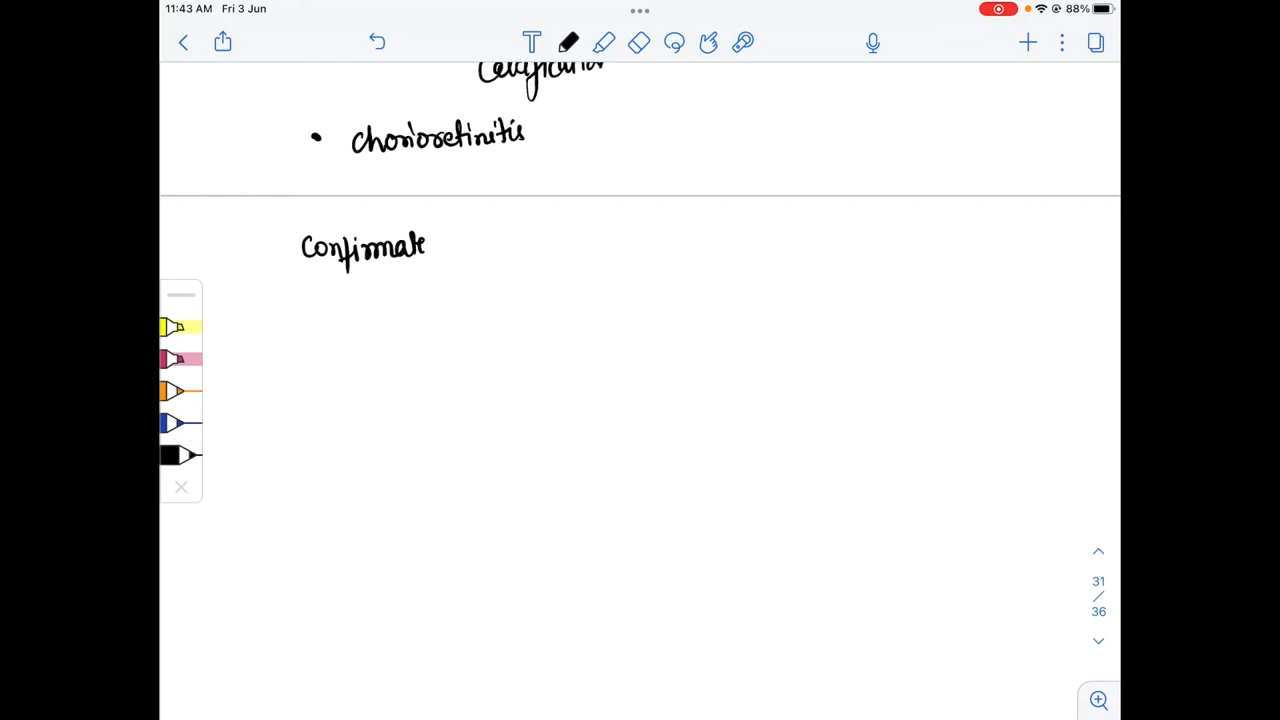 11:43 AM Fri 3 Jun
88%
T
• chorioretinitis
Confirmate
31
/
36